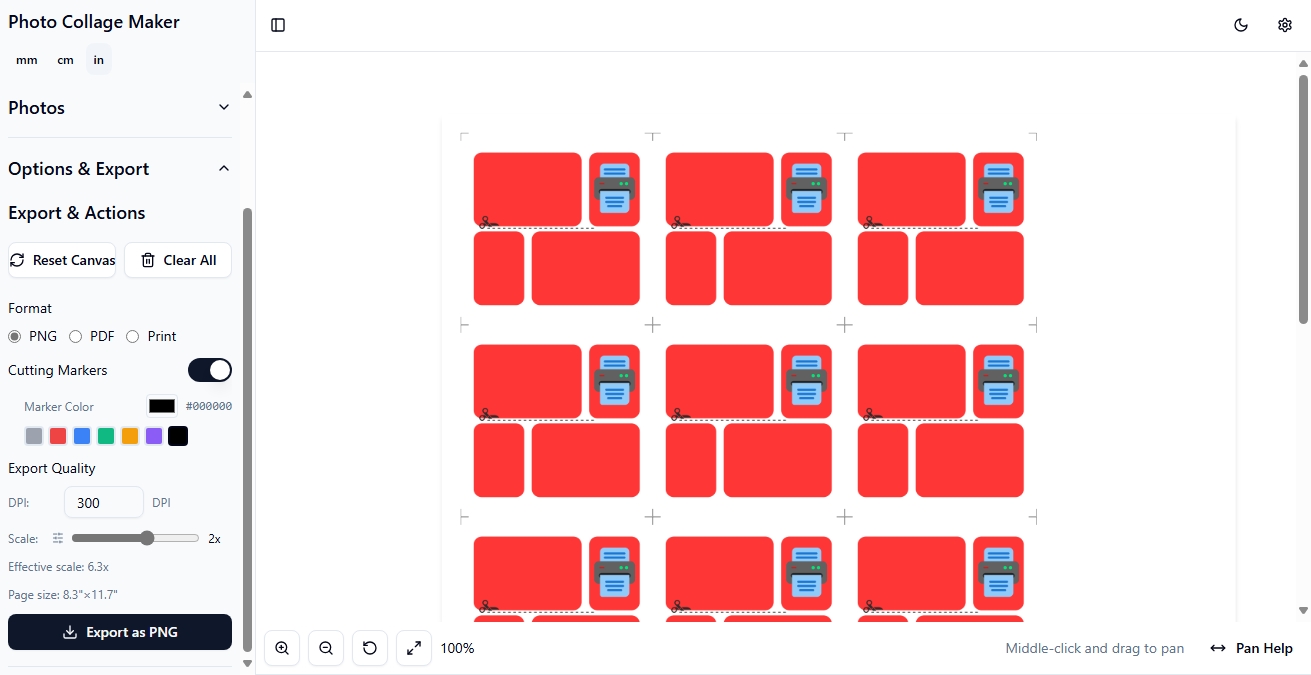 Photo Collage Maker
mm cm in
Photos
Options & Export
Export & Actions
Reset Canvas Clear All
Format
PNG PDF Print
Cutting Markers
Marker Color #000000
Export Quality
DPI: 300 DPI
Scale: 2x
Effective scale: 6.3x
Page size: 8.3"×11.7"
Export as PNG
100% Middle-click and drag to pan Pan Help